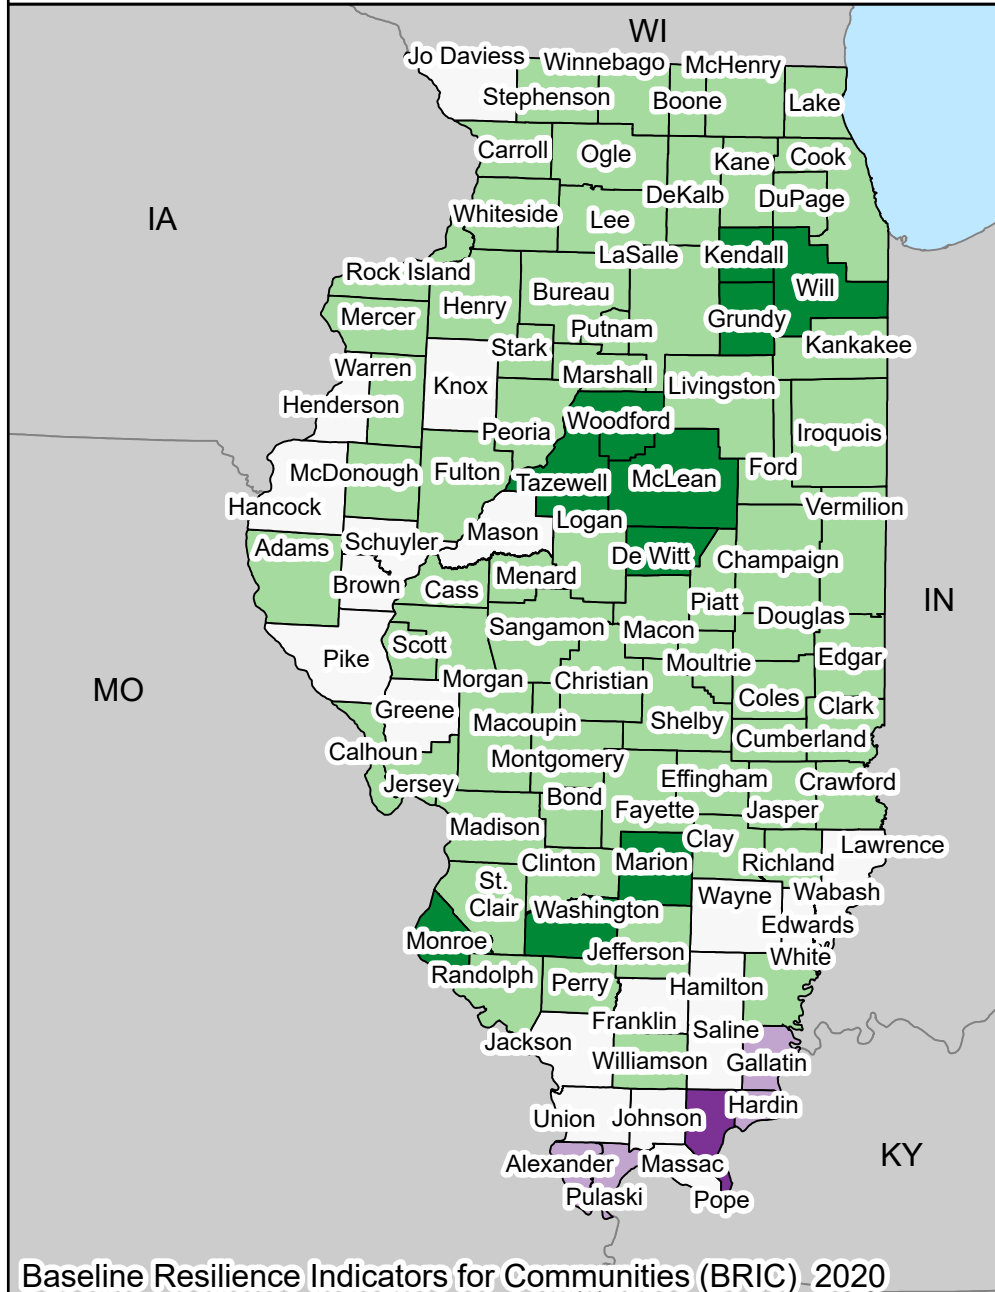 WI
Jo Daviess
Winnebago
McHenry
Stephenson
Boone
Lake
Carroll
Ogle
Kane
Cook
DeKalb
DuPage
IA
Whiteside
Lee
LaSalle
Kendall
Rock Island
Henry
Bureau
Will
Mercer
Putnam
Grundy
Kankakee
Stark
Warren
Marshall
Livingston
Knox
Henderson
Woodford
Peoria
Iroquois
McDonough
Fulton
Tazewell
McLean
Ford
Hancock
Logan
Vermilion
Mason
Adams
Schuyler
De Witt
Champaign
Brown
Cass
Menard
IN
Piatt
Douglas
Sangamon
Macon
Scott
Pike
Moultrie
Edgar
MO
Morgan
Christian
Coles
Clark
Greene
Macoupin
Shelby
Cumberland
Calhoun
Montgomery
Jersey
Effingham
Crawford
Bond
Fayette
Jasper
Madison
Clay
Lawrence
Clinton
Marion
Richland
St.
Clair
Wayne
Wabash
Washington
Edwards
Monroe
Jefferson
White
Randolph
Perry
Hamilton
Franklin
Saline
Jackson
Williamson
Gallatin
Hardin
Union
Johnson
KY
Alexander
Massac
Pulaski
Pope
Baseline Resilience Indicators for Communities (BRIC) 2020